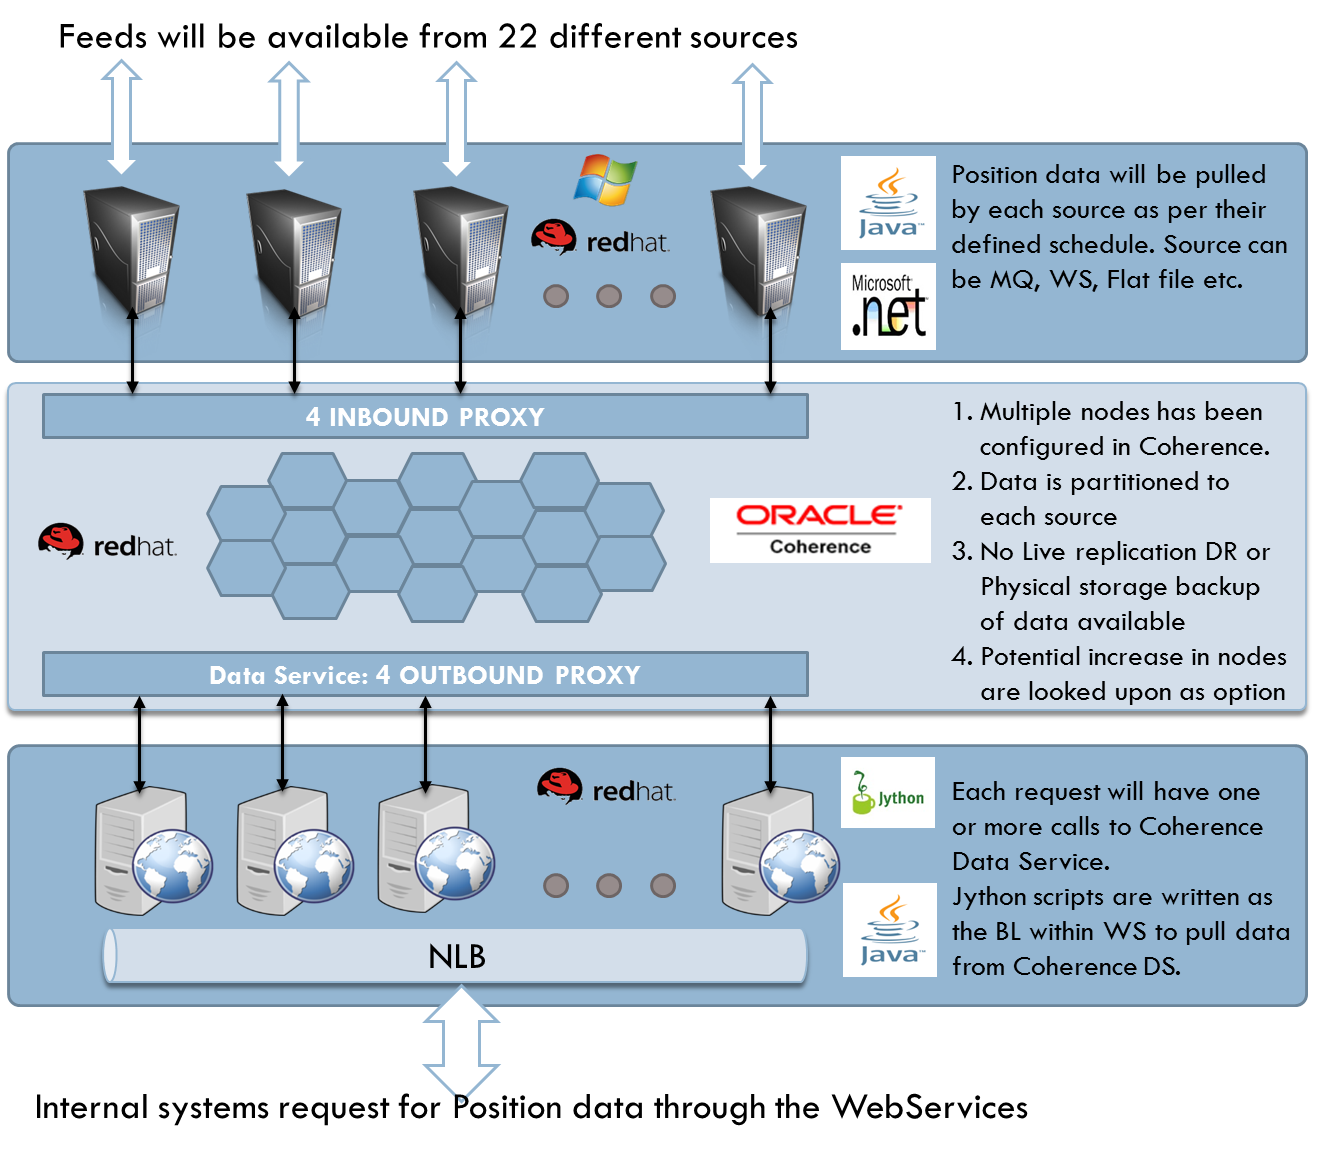 Feeds will be available from 22 different sources
redhat.
Java™
Microsoft
.net
Position data will be pulled
by each source as per their
defined schedule. Source can
be MQ, WS, Flat file etc.
4 INBOUND PROXY
redhat.
ORACLE®
Coherence
1. Multiple nodes has been
configured in Coherence.
2. Data is partitioned to
each source
3. No Live replication DR or
Physical storage backup
of data available
4. Potential increase in nodes
are looked upon as option
Data Service: 4 OUTBOUND PROXY
redhat.
Jython
Java™
Each request will have one
or more calls to Coherence
Data Service.
Jython scripts are written as
the BL within WS to pull data
from Coherence DS.
NLB
Internal systems request for Position data through the WebServices